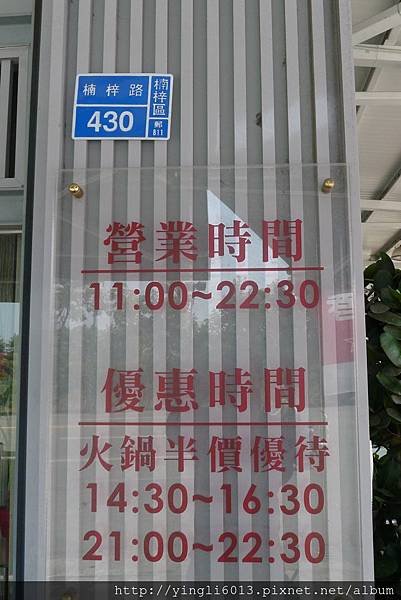 楠梓路
430
楠梓區
郵
811
營業時間
11:00~22:30
優惠時間
火鍋半價優待
14:30~16:30
21:00~22:30
http://yingli6013.pixnet.net/album